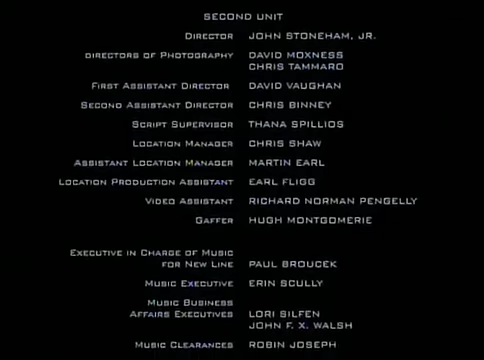 SECOND UNIT
DIRECTOR JOHN STONEHAM, JR.
DIRECTORS OF PHOTOGRAPHY DAVID MOXNESS
CHRIS TAMMARO
FIRST ASSISTANT DIRECTOR DAVID VAUGHAN
SECOND ASSISTANT DIRECTOR CHRIS BINNEY
SCRIPT SUPERVISOR THANA SPILLIOS
LOCATION MANAGER CHRIS SHAW
ASSISTANT LOCATION MANAGER MARTIN EARL
LOCATION PRODUCTION ASSISTANT EARL FLIGG
VIDEO ASSISTANT RICHARD NORMAN PENGELLY
GAFFER HUGH MONTGOMERIE
EXECUTIVE IN CHARGE OF MUSIC
FOR NEW LINE PAUL BROUCEK
MUSIC EXECUTIVE ERIN SCULLY
MUSIC BUSINESS
AFFAIRS EXECUTIVES LORI SILFEN
JOHN F. X. WALSH
MUSIC CLEARANCES ROBIN JOSEPH